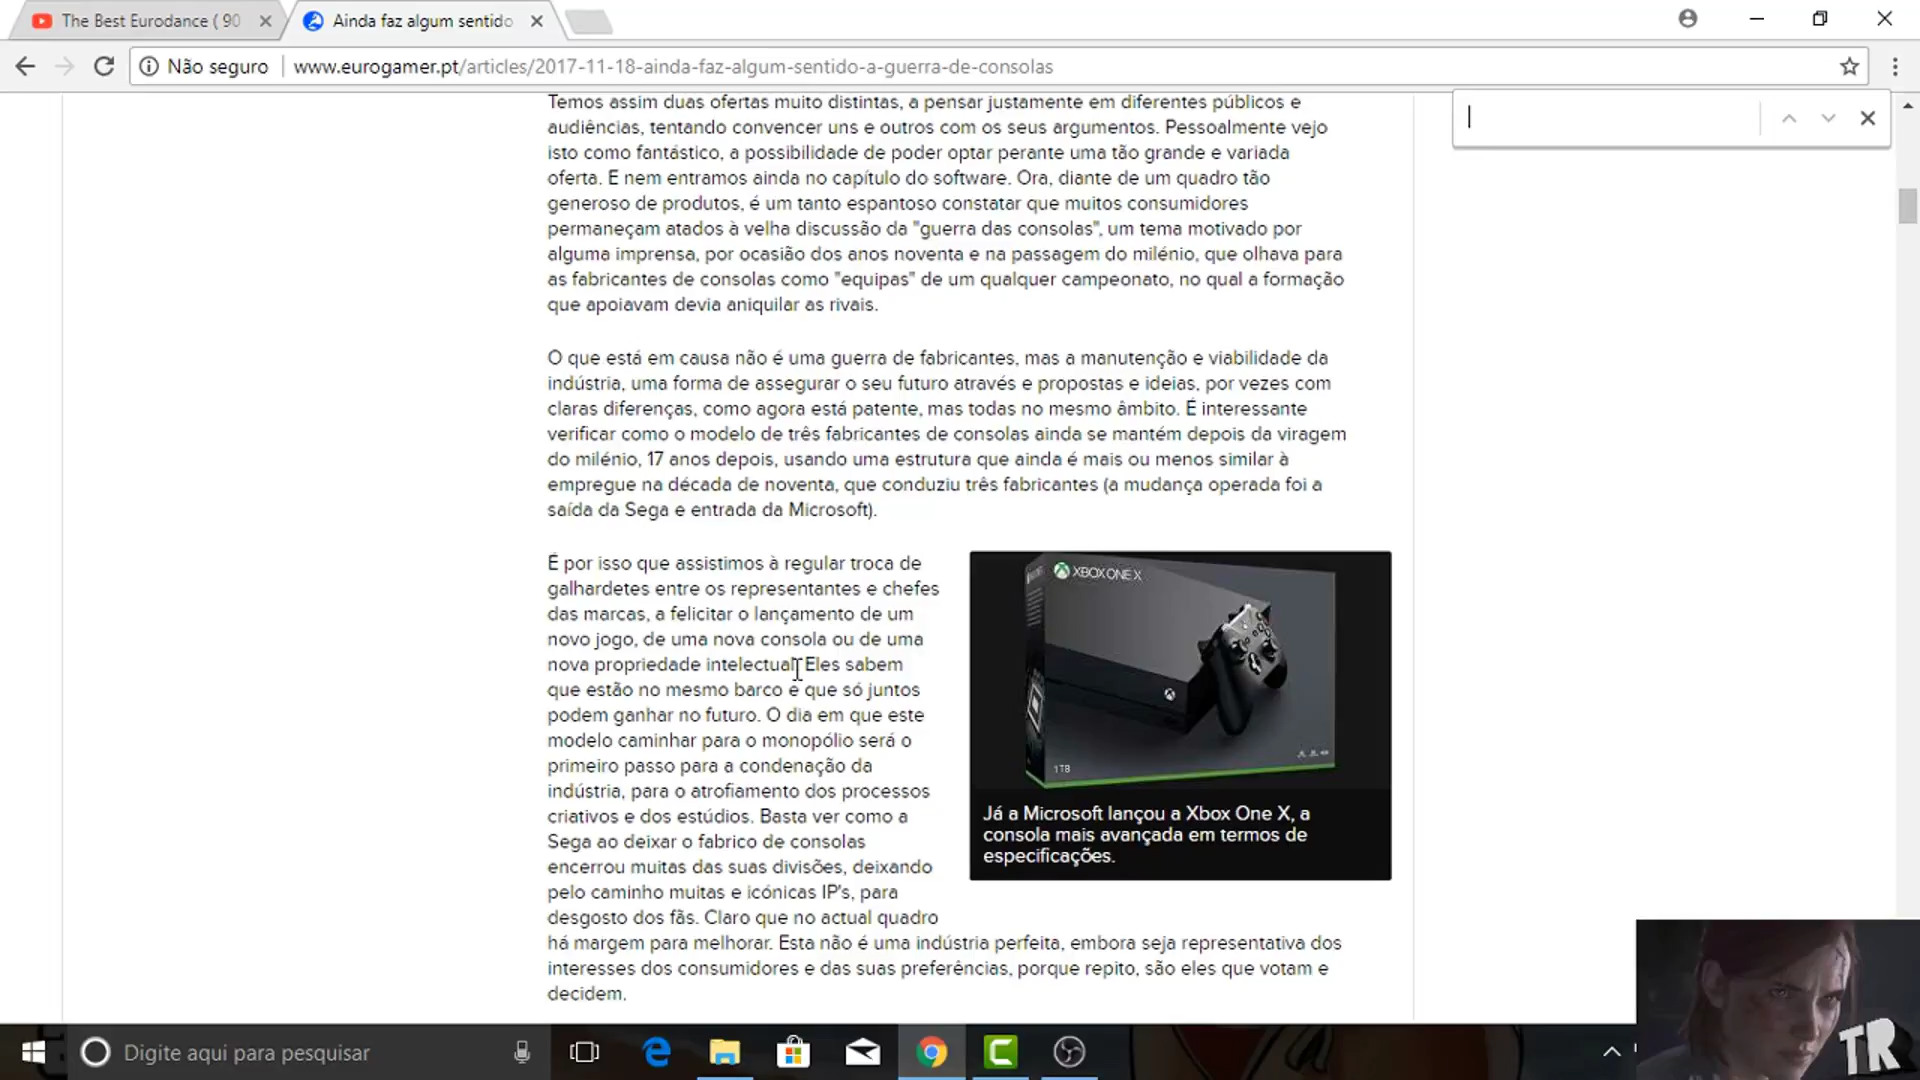 The Best Eurodance ( 90
Ainda faz algum sentido
Não seguro
www.eurogamer.pt/articles/2017-11-18-ainda-faz-algum-sentido-a-guerra-de-consolas
Temos assim duas ofertas muito distintas, a pensar justamente em diferentes públicos e
audiências, tentando convencer uns e outros com os seus argumentos. Pessoalmente vejo
isto como fantástico, a possibilidade de poder optar perante uma tão grande e variada
oferta. E nem entramos ainda no capítulo do software. Ora, diante de um quadro tão
generoso de produtos, é um tanto espantoso constatar que muitos consumidores
permaneçam atados à velha discussão da "guerra das consolas", um tema motivado por
alguma imprensa, por ocasião dos anos noventa e na passagem do milénio, que olhava para
as fabricantes de consolas como "equipas" de um qualquer campeonato, no qual a formação
que apoiavam devia aniquilar as rivais.
O que está em causa não é uma guerra de fabricantes, mas a manutenção e viabilidade da
indústria, uma forma de assegurar o seu futuro através e propostas e ideias, por vezes com
claras diferenças, como agora está patente, mas todas no mesmo âmbito. É interessante
verificar como o modelo de três fabricantes de consolas ainda se mantém depois da viragem
do milénio, 17 anos depois, usando uma estrutura que ainda é mais ou menos similar à
empregue na década de noventa, que conduziu três fabricantes (a mudança operada foi a
saída da Sega e entrada da Microsoft).
É por isso que assistimos à regular troca de
galhardetes entre os representantes e chefes
das marcas, a felicitar o lançamento de um
novo jogo, de uma nova consola ou de uma
nova propriedade intelectual. Eles sabem
que estão no mesmo barco e que só juntos
podem ganhar no futuro. O dia em que este
modelo caminhar para o monopólio será o
primeiro passo para a condenação da
indústria, para o atrofiamento dos processos
criativos e dos estúdios. Basta ver como a
Sega ao deixar o fabrico de consolas
encerrou muitas das suas divisões, deixando
pelo caminho muitas e icónicas IP's, para
desgosto dos fãs. Claro que no actual quadro
há margem para melhorar. Esta não é uma indústria perfeita, embora seja representativa dos
interesses dos consumidores e das suas preferências, porque repito, são eles que votam e
decidem.
XBOX ONE X
1TB
Já a Microsoft lançou a Xbox One X, a
consola mais avançada em termos de
especificações.
Digite aqui para pesquisar
TR